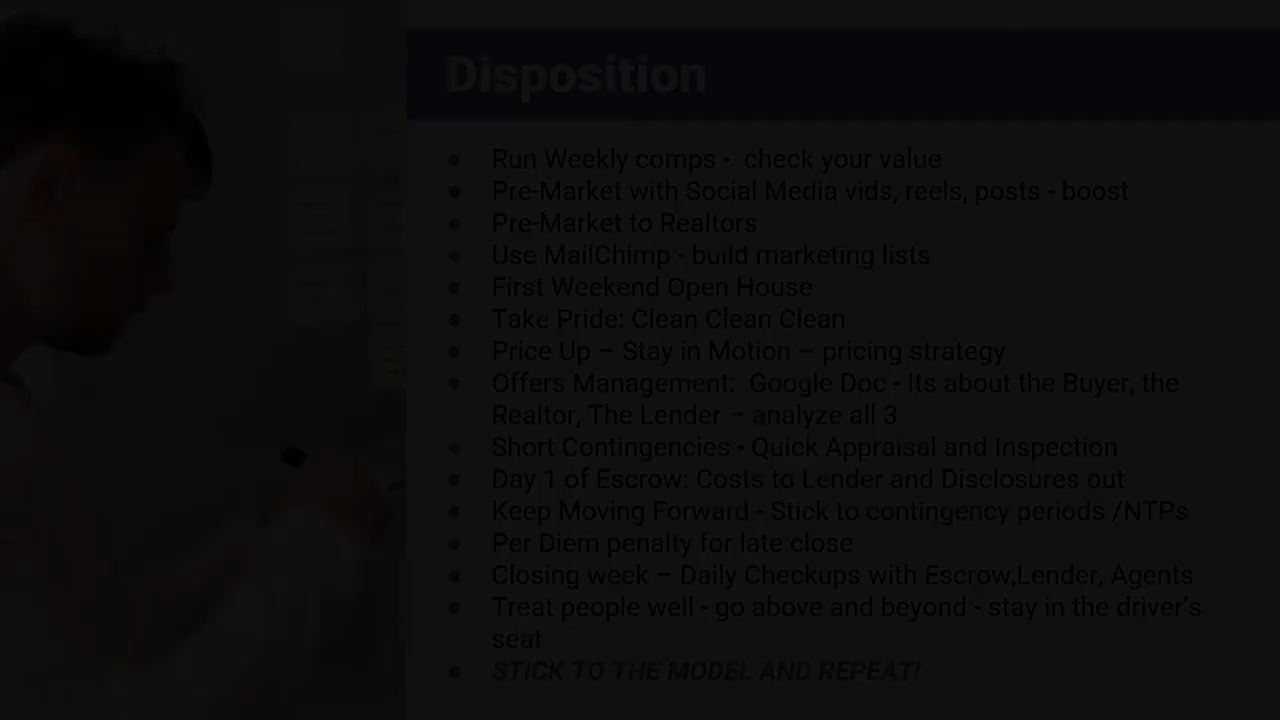 Disposition
Run Weekly comps -  check your value
Pre-Market with Social Media vids, reels, posts - boost
Pre-Market to Realtors
Use MailChimp - build marketing lists
First Weekend Open House
Take Pride: Clean Clean Clean
Price Up – Stay in Motion – pricing strategy
Offers Management:  Google Doc - Its about the Buyer, the
Realtor, The Lender – analyze all 3
Short Contingencies - Quick Appraisal and Inspection
Day 1 of Escrow: Costs to Lender and Disclosures out
Keep Moving Forward - Stick to contingency periods /NTPs
Per Diem penalty for late close
Closing week – Daily Checkups with Escrow,Lender, Agents
Treat people well - go above and beyond - stay in the driver's
seat
STICK TO THE MODEL AND REPEAT!